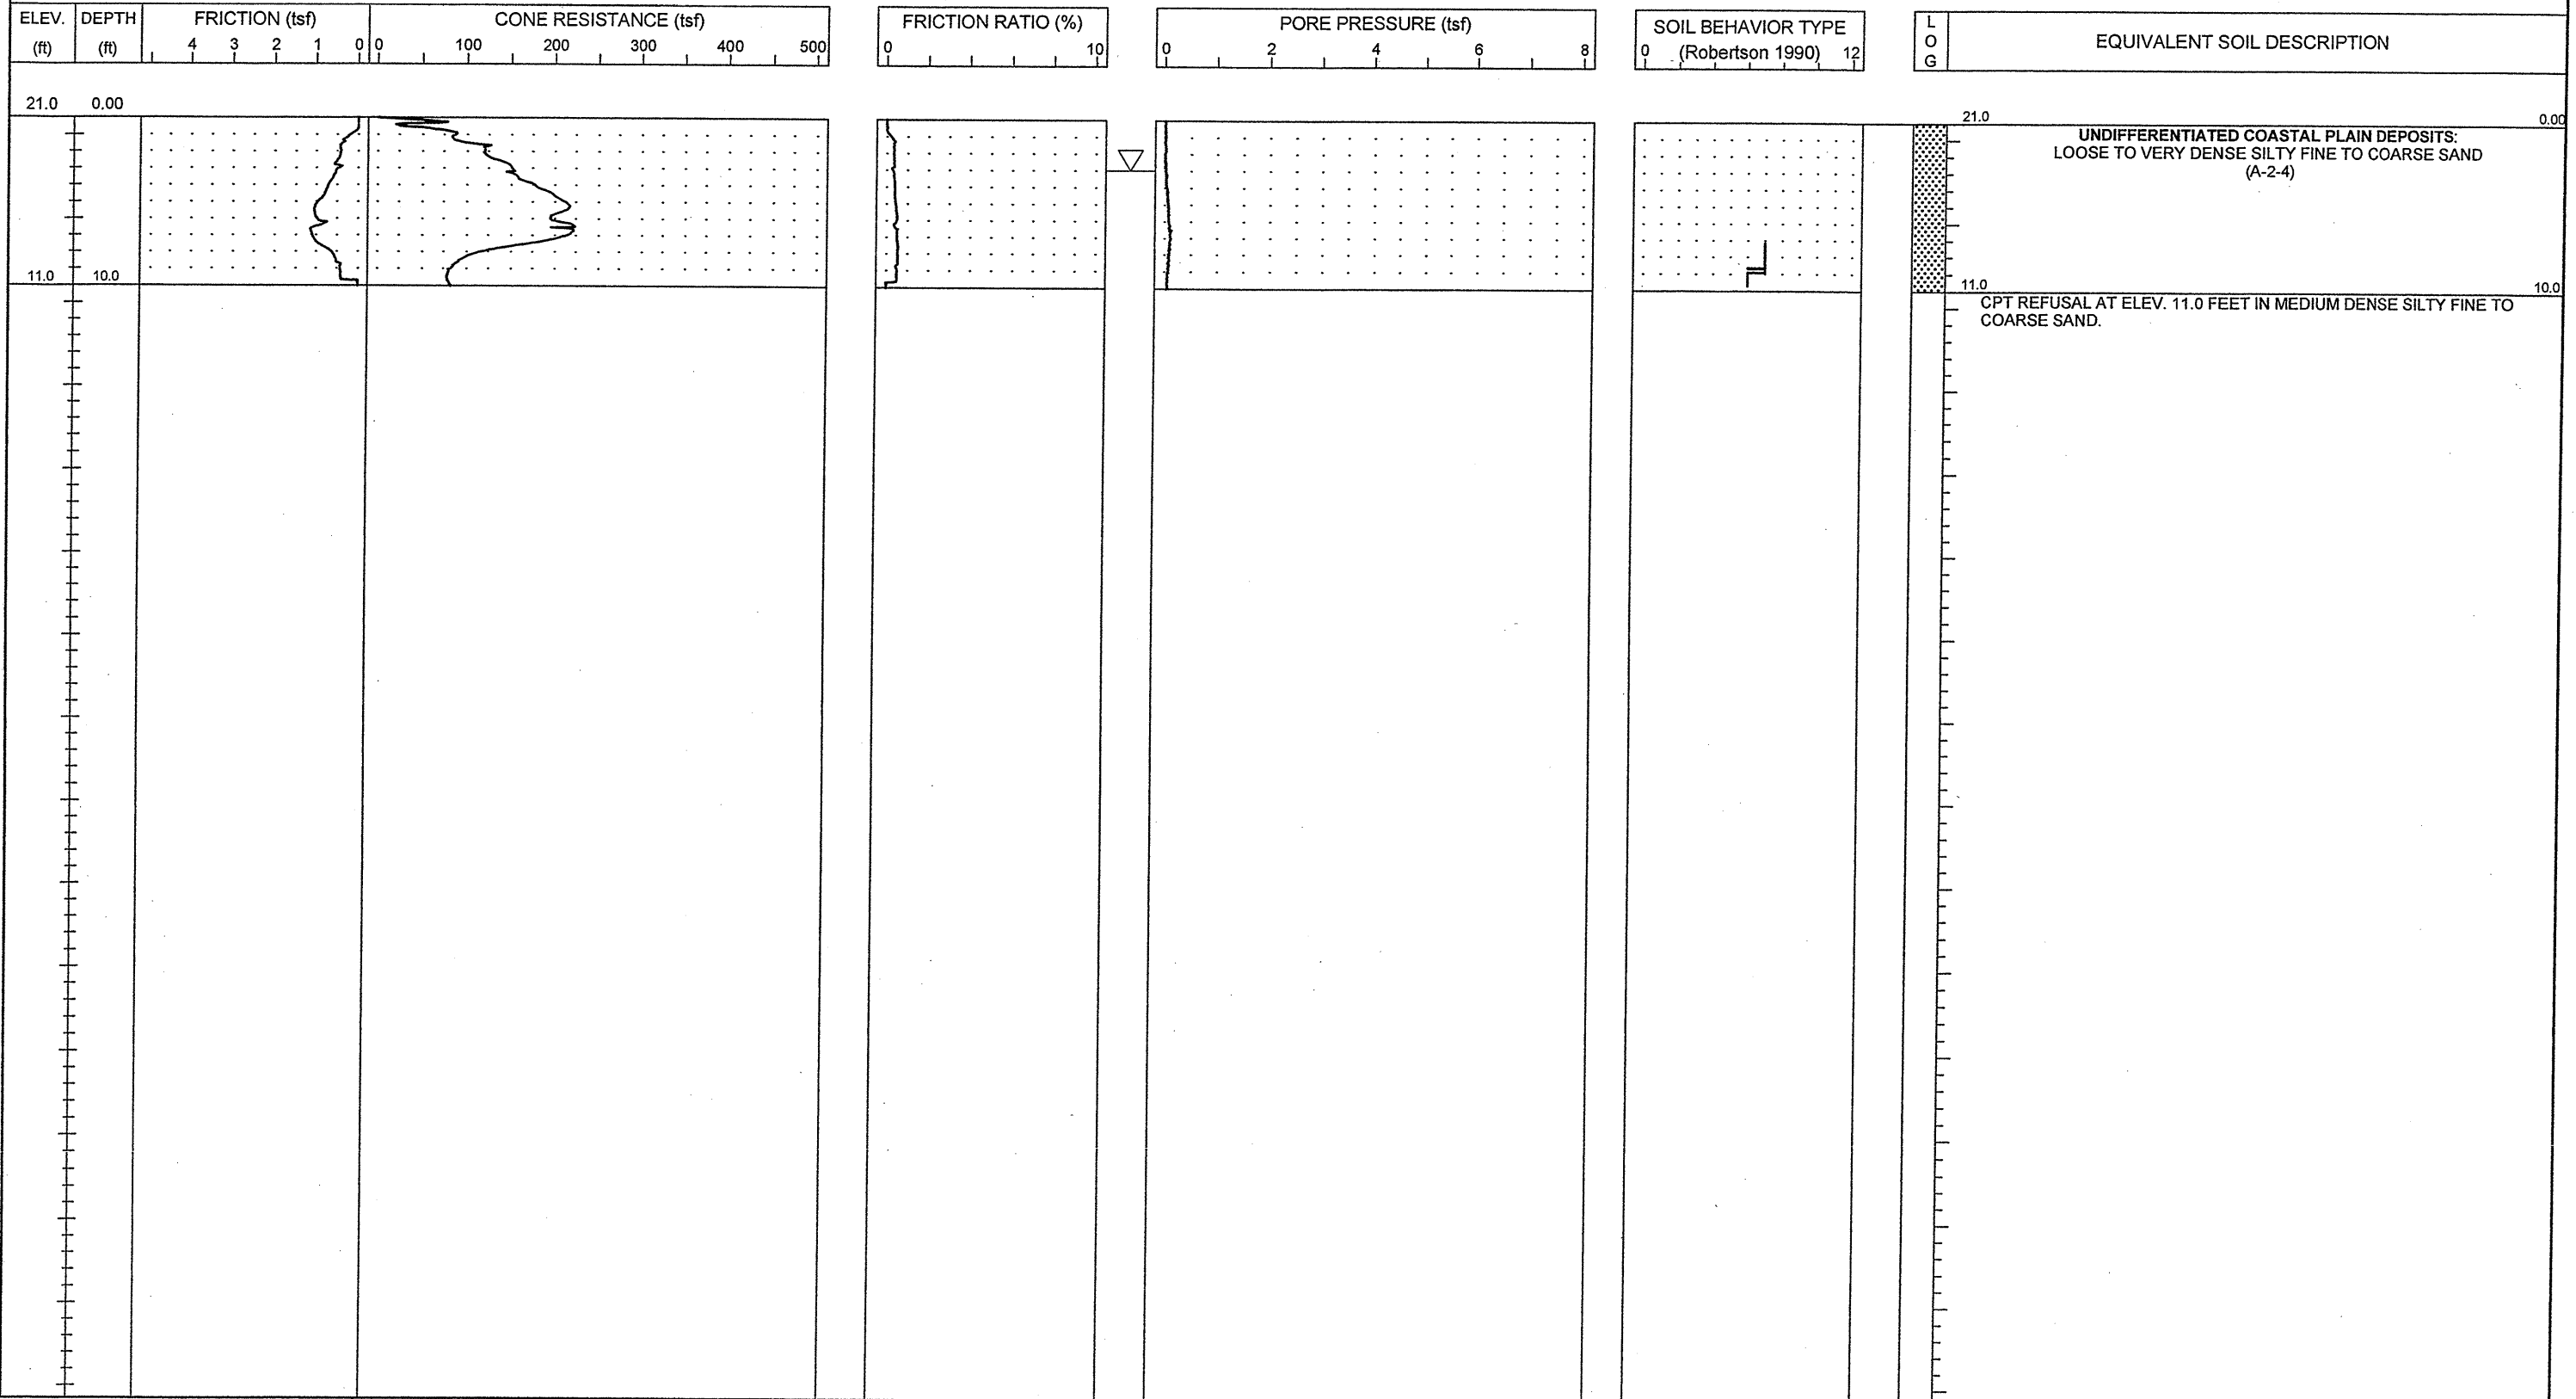 ELEV. DEPTH FRICTION (tsf) CONE RESISTANCE (tsf) FRICTION RATIO (%) PORE PRESSURE (tsf) SOIL BEHAVIOR TYPE LOG EQUIVALENT SOIL DESCRIPTION
(ft) (ft) 4 3 2 1 0 0 100 200 300 400 500 0 10 0 2 4 6 8 0 (Robertson 1990) 12
21.0 0.00 21.0 0.00
UNDIFFERENTIATED COASTAL PLAIN DEPOSITS:
LOOSE TO VERY DENSE SILTY FINE TO COARSE SAND
(A-2-4)
11.0 10.0 11.0 10.0
CPT REFUSAL AT ELEV. 11.0 FEET IN MEDIUM DENSE SILTY FINE TO
COARSE SAND.